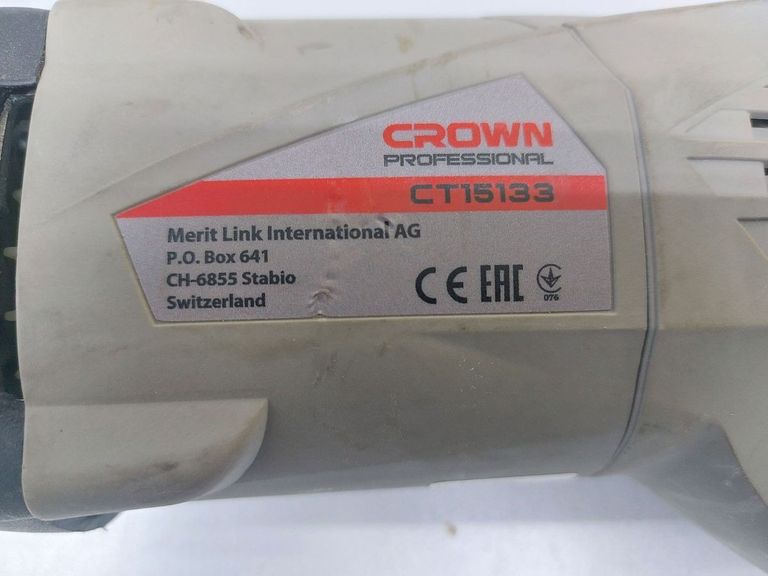 CROWN
PROFESSIONAL
CT15133
Merit Link International AG
P.O. Box 641
CH-6855 Stabio
Switzerland
CE EAC
076